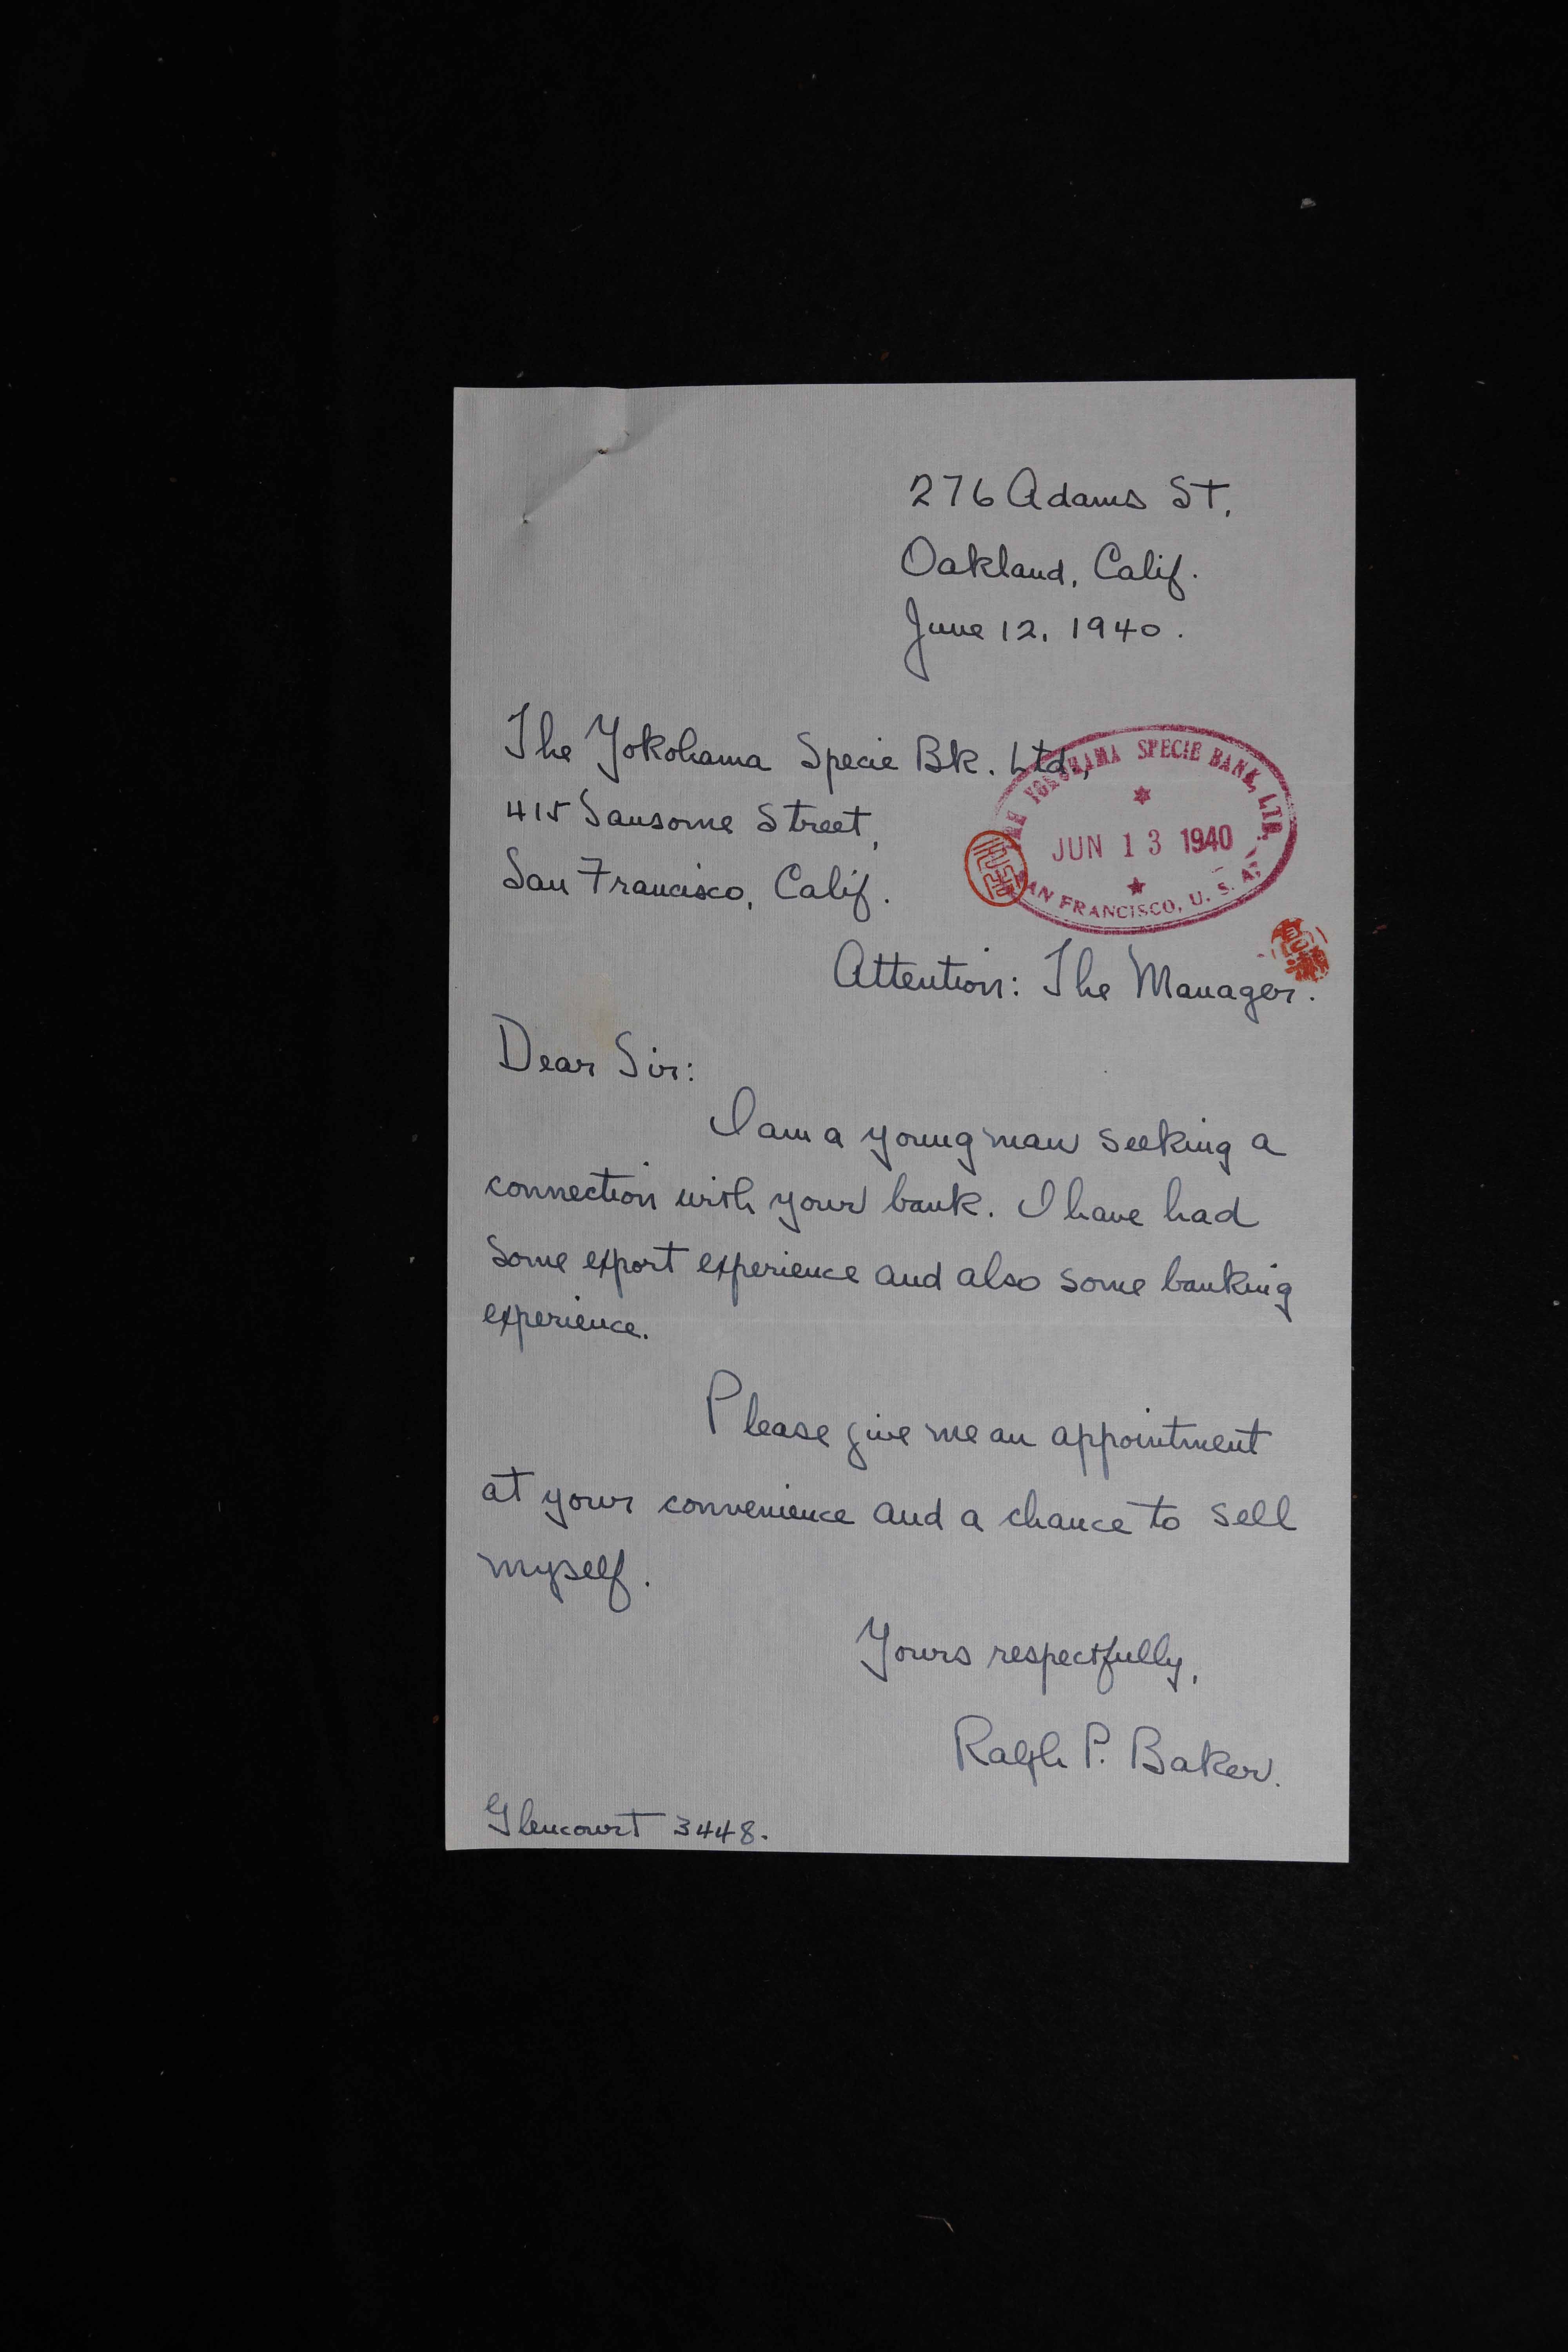 276 Adams St,
Oakland, Calif.
June 12, 1940.
The Yokohama Specie Bk. Ltd,
415 Sansome Street,
San Francisco, Calif.
THE YOKOHAMA SPECIE BANK, LTD.
JUN 13 1940
SAN FRANCISCO, U. S. A.
Attention: The Manager.
Dear Sir:
I am a young man seeking a
connection with your bank. I have had
some export experience and also some banking
experience.
Please give me an appointment
at your convenience and a chance to sell
myself.
Yours respectfully,
Ralph P. Baker.
Glencourt 3448.